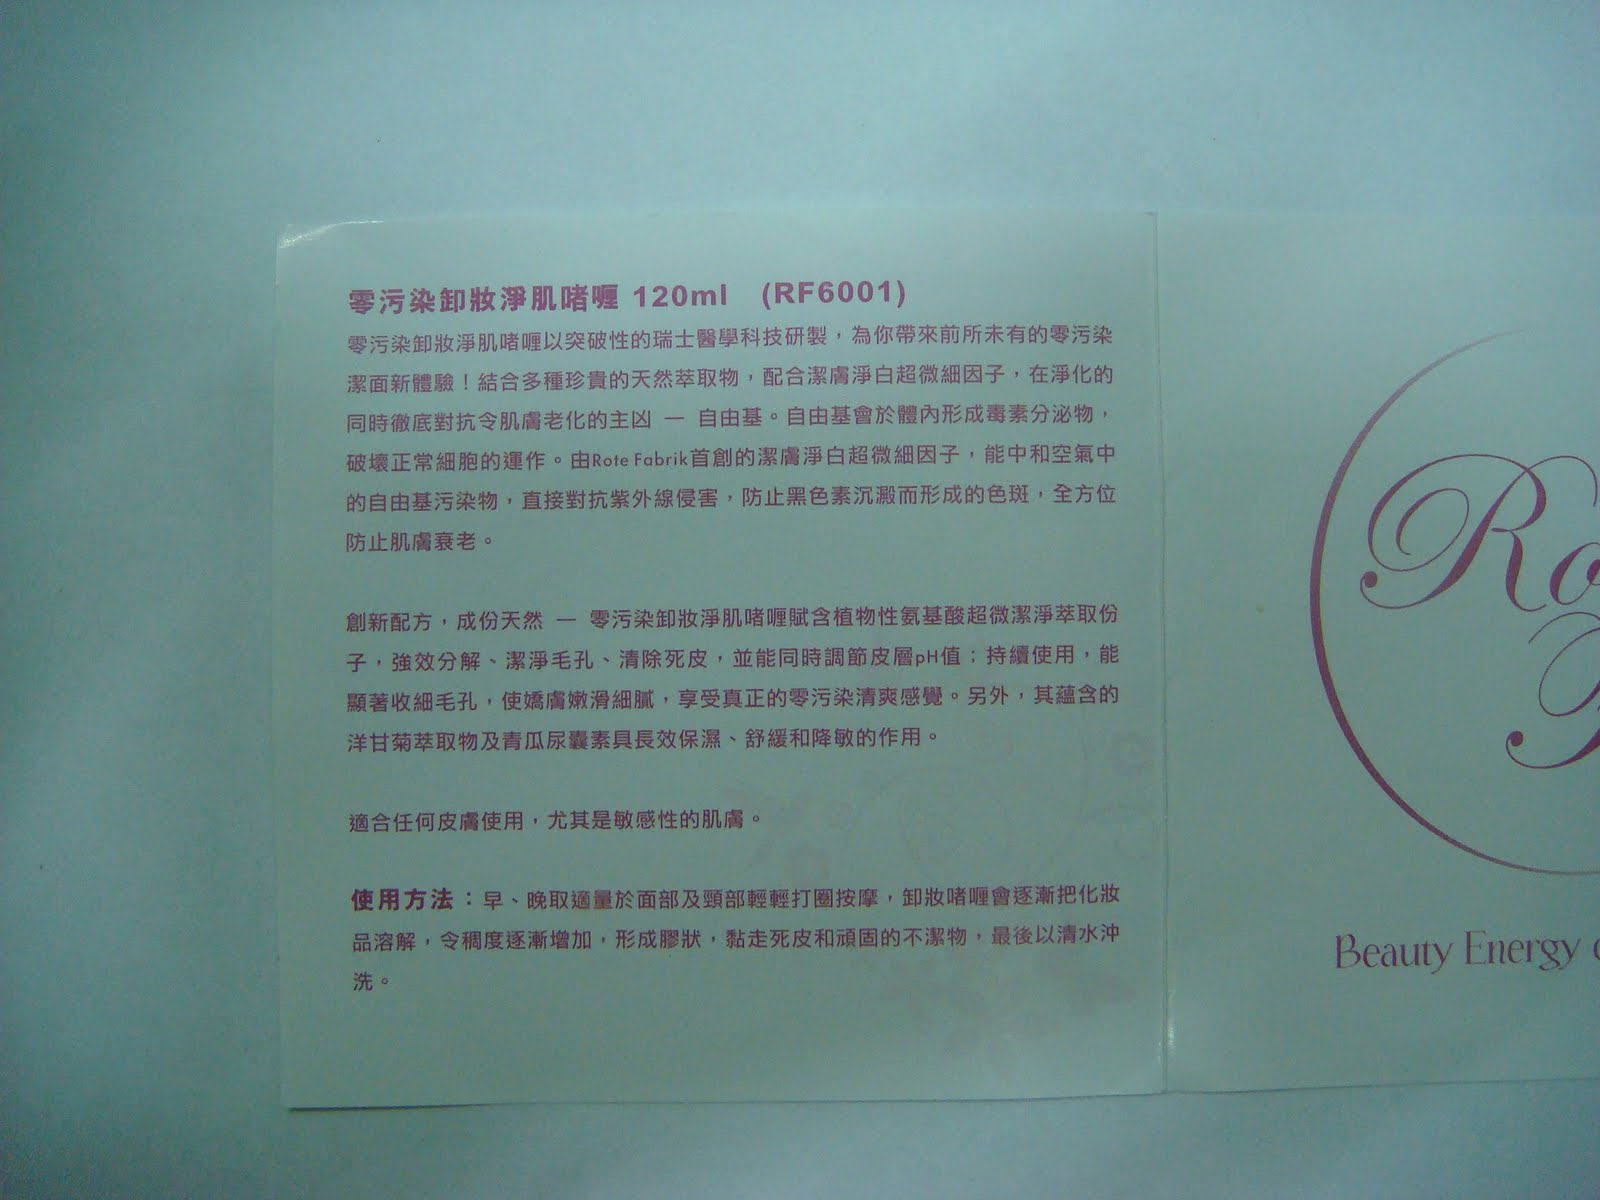 零污染卸妝淨肌啫喱 120ml (RF6001)
零污染卸妝淨肌啫喱以突破性的瑞士醫學科技研製，為你帶來前所未有的零污染
潔面新體驗！結合多種珍貴的天然萃取物，配合潔膚淨白超微細因子，在淨化的
同時徹底對抗令肌膚老化的主凶 — 自由基。自由基會於體內形成毒素分泌物，
破壞正常細胞的運作。由Rote Fabrik首創的潔膚淨白超微細因子，能中和空氣中
的自由基污染物，直接對抗紫外線侵害，防止黑色素沉澱而形成的色斑，全方位
防止肌膚衰老。
創新配方，成份天然 — 零污染卸妝淨肌啫喱賦含植物性氨基酸超微潔淨萃取份
子，強效分解、潔淨毛孔、清除死皮，並能同時調節皮層pH值；持續使用，能
顯著收細毛孔，使嬌膚嫩滑細膩，享受真正的零污染清爽感覺。另外，其蘊含的
洋甘菊萃取物及青瓜尿囊素具長效保濕、舒緩和降敏的作用。
適合任何皮膚使用，尤其是敏感性的肌膚。
使用方法：早、晚取適量於面部及頸部輕輕打圈按摩，卸妝啫喱會逐漸把化妝
品溶解，令稠度逐漸增加，形成膠狀，黏走死皮和頑固的不潔物，最後以清水沖
洗。
Ro
Beauty Energy